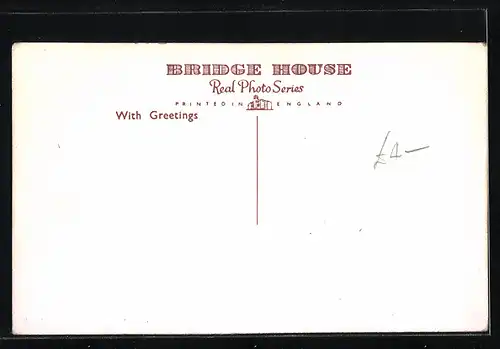 BRIDGE HOUSE
Real Photo Series
PRINTED IN ENGLAND
With Greetings
£4-